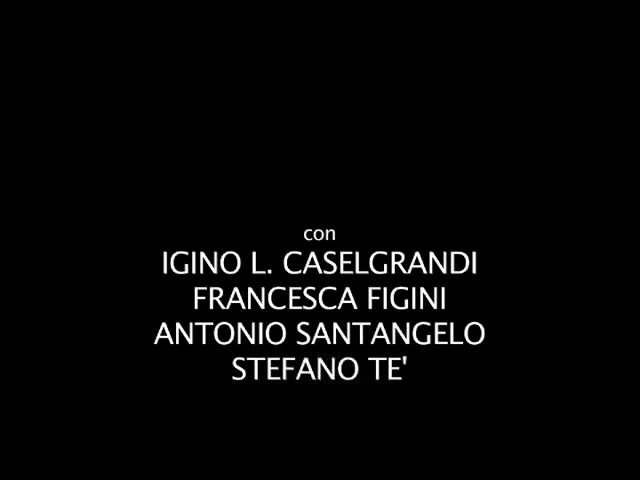 con
IGINO L. CASELGRANDI
FRANCESCA FIGINI
ANTONIO SANTANGELO
STEFANO TE'